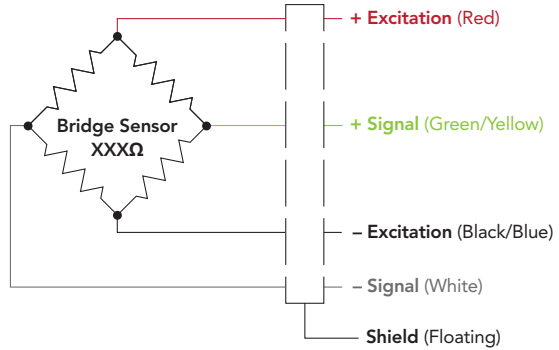 + Excitation (Red)
Bridge Sensor
XXXΩ
+ Signal (Green/Yellow)
– Excitation (Black/Blue)
– Signal (White)
Shield (Floating)